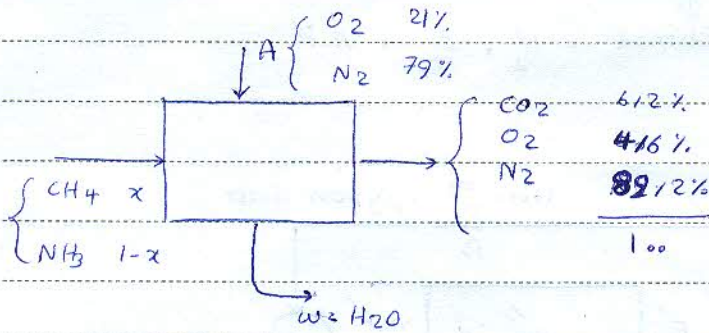 A { O2 21%
N2 79%
CO2 6,2%
O2 4,6%
N2 89,2%
100
CH4 x
NH3 1-x
w= H2O